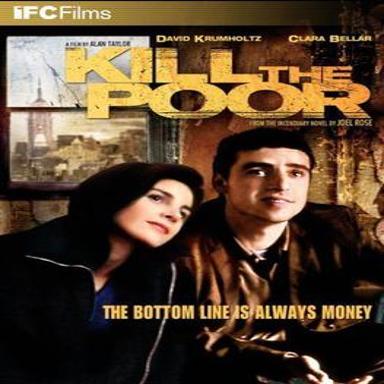 IFC Films
DAVID KRUMHOLTZ CLARA BELLAR
A FILM BY ALAN TAYLOR
KILL THE
POOR
FROM THE INCENDIARY NOVEL BY JOEL ROSE
THE BOTTOM LINE IS ALWAYS MONEY